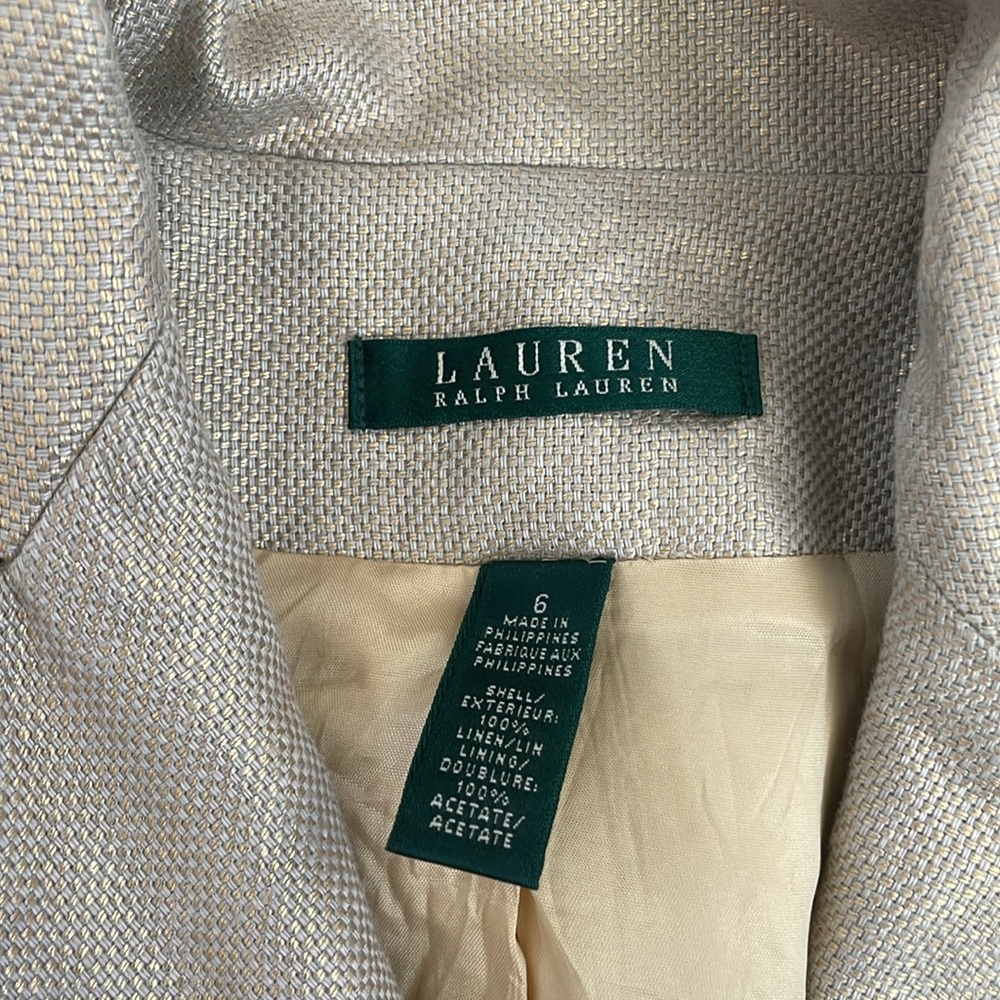 LAUREN
RALPH LAUREN
6
MADE IN
PHILIPPINES
FABRIQUE AUX
PHILIPPINES
SHELL/
EXTERIEUR:
100%
LINEN/LIN
LINING/
DOUBLURE:
100%
ACETATE/
ACETATE